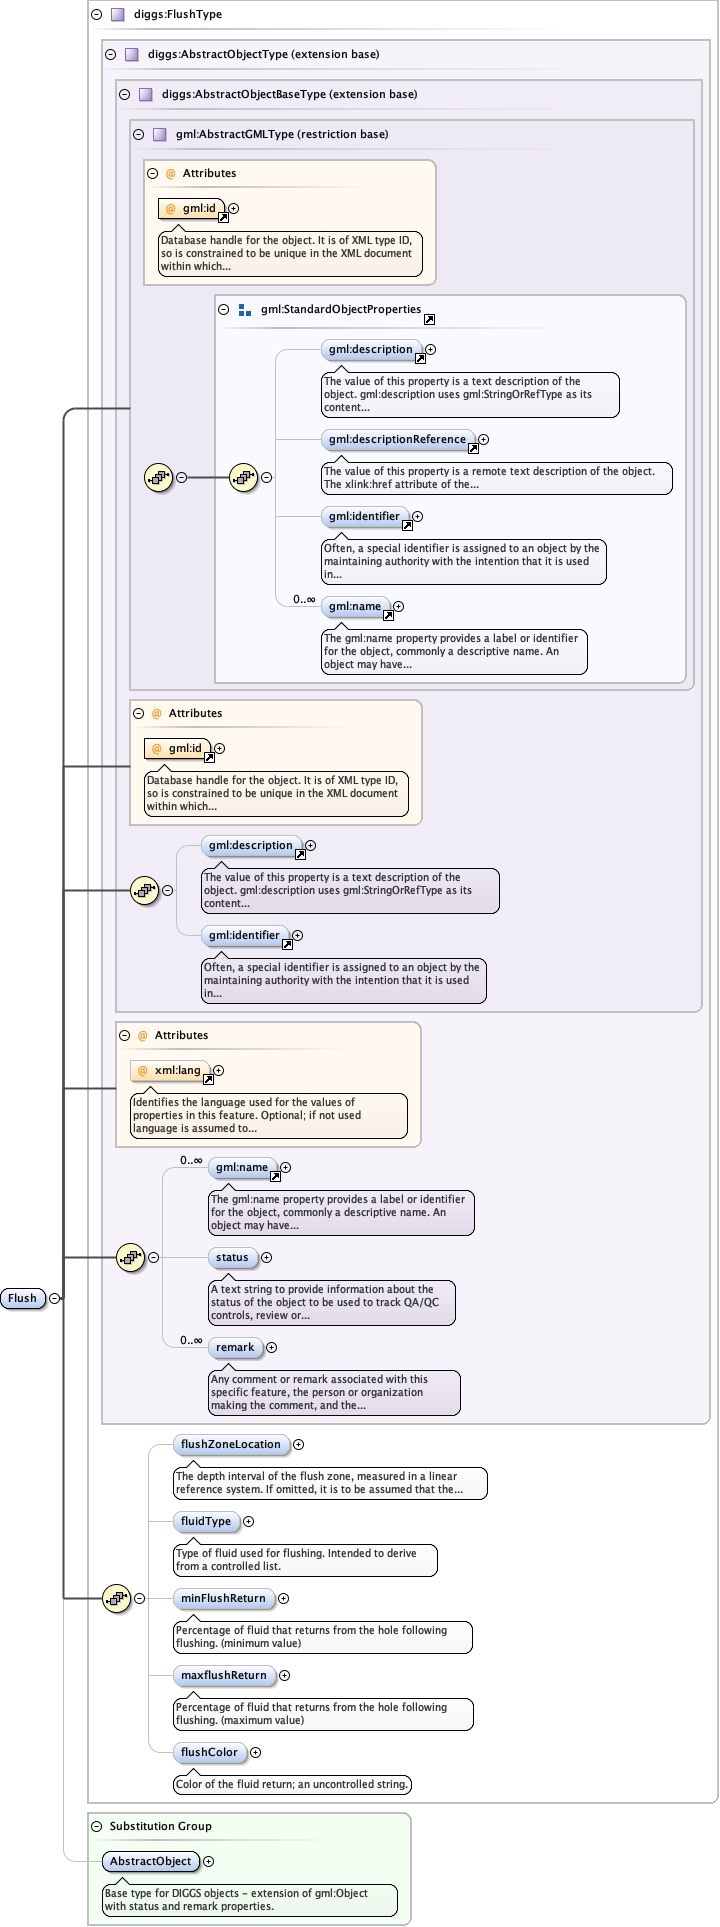 diggs:FlushType
diggs:AbstractObjectType (extension base)
diggs:AbstractObjectBaseType (extension base)
gml:AbstractGMLType (restriction base)
@ Attributes
@ gml:id
Database handle for the object. It is of XML type ID,
so is constrained to be unique in the XML document
within which...
gml:StandardObjectProperties
gml:description
The value of this property is a text description of the
object. gml:description uses gml:StringOrRefType as its
content...
gml:descriptionReference
The value of this property is a remote text description of the object.
The xlink:href attribute of the...
gml:identifier
Often, a special identifier is assigned to an object by the
maintaining authority with the intention that it is used
in...
0..∞ gml:name
The gml:name property provides a label or identifier
for the object, commonly a descriptive name. An
object may have...
@ Attributes
@ gml:id
Database handle for the object. It is of XML type ID,
so is constrained to be unique in the XML document
within which...
gml:description
The value of this property is a text description of the
object. gml:description uses gml:StringOrRefType as its
content...
gml:identifier
Often, a special identifier is assigned to an object by the
maintaining authority with the intention that it is used
in...
@ Attributes
@ xml:lang
Identifies the language used for the values of
properties in this feature. Optional; if not used
language is assumed to...
0..∞ gml:name
The gml:name property provides a label or identifier
for the object, commonly a descriptive name. An
object may have...
status
A text string to provide information about the
status of the object to be used to track QA/QC
controls, review or...
Flush
0..∞ remark
Any comment or remark associated with this
specific feature, the person or organization
making the comment, and the...
flushZoneLocation
The depth interval of the flush zone, measured in a linear
reference system. If omitted, it is to be assumed that the...
fluidType
Type of fluid used for flushing. Intended to derive
from a controlled list.
minFlushReturn
Percentage of fluid that returns from the hole following
flushing. (minimum value)
maxflushReturn
Percentage of fluid that returns from the hole following
flushing. (maximum value)
flushColor
Color of the fluid return; an uncontrolled string.
Substitution Group
AbstractObject
Base type for DIGGS objects – extension of gml:Object
with status and remark properties.